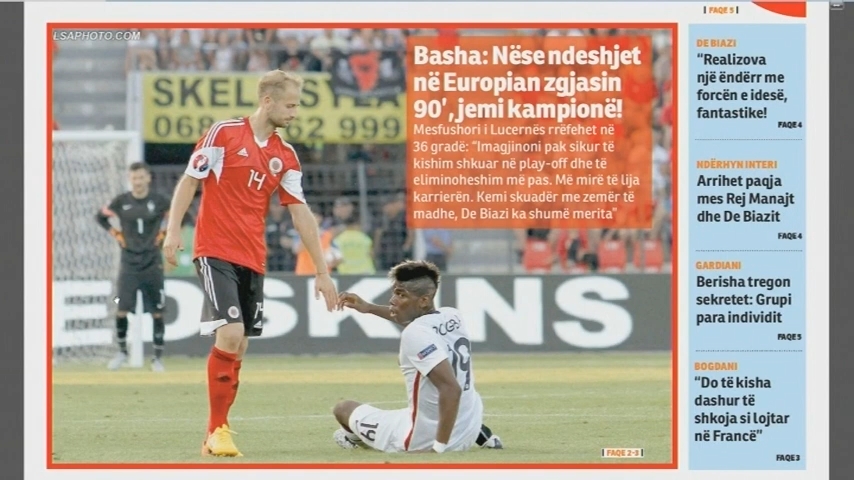 FAQE 5
LSAPHOTO.COM
Basha: Nëse ndeshjet
në Europian zgjasin
90’, jemi kampionë!
Mesfushori i Lucernës rrëfehet në
36 gradë: "Imagjinoni pak sikur të
kishim shkuar në play-off dhe të
eliminoheshim më pas. Më mirë të lija
karrierën. Kemi skuadër me zemër të
madhe, De Biazi ka shumë merita"
SKEL
14
14
19
19
FAQE 2-3
DE BIAZI
“Realizova
një ëndërr me
forcën e idesë,
fantastike!
FAQE 4
NDËRHYN INTERI
Arrihet paqja
mes Rej Manajt
dhe De Biazit
FAQE 4
GARDIANI
Berisha tregon
sekretet: Grupi
para individit
FAQE 5
BOGDANI
“Do të kisha
dashur të
shkoja si lojtar
në Francë”
FAQE 3